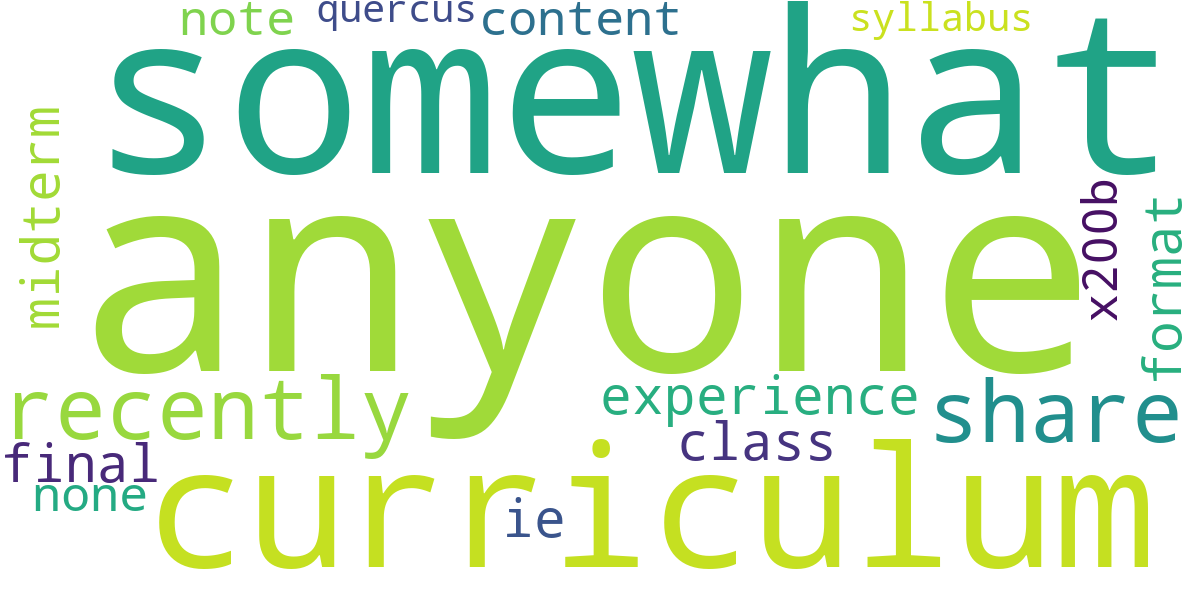 note quercus content syllabus
somewhat
midterm
anyone
x200b
format
recently
experience
share
final
class
none
curriculum
ie